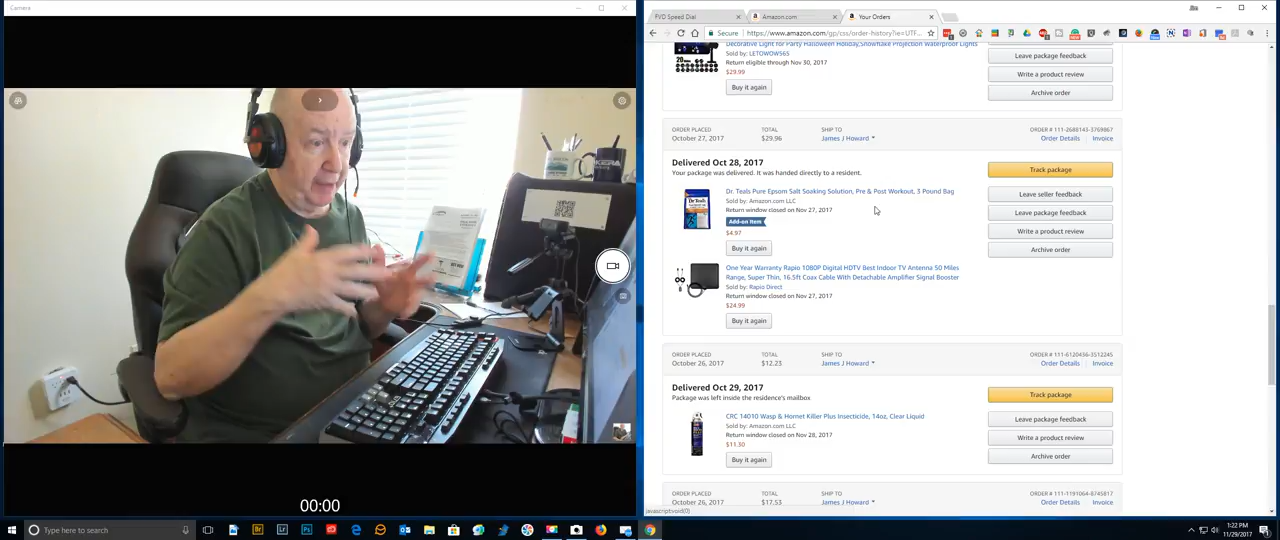 Camera
FVD Speed Dial
Amazon.com
Your Orders
Secure https://www.amazon.com/gp/css/order-history?ie=UTF...
Decorative Light for Party Halloween Holiday,Snowflake Projection Waterproof Lights
Sold by: LETOWOW565
Return eligible through Nov 30, 2017
$29.99
Buy it again
Leave package feedback
Write a product review
Archive order
ORDER PLACED TOTAL SHIP TO ORDER # 111-2688143-3769867
October 27, 2017 $29.96 James J Howard Order Details Invoice
Delivered Oct 28, 2017
Your package was delivered. It was handed directly to a resident.
Dr. Teals Pure Epsom Salt Soaking Solution, Pre & Post Workout, 3 Pound Bag
Sold by: Amazon.com LLC
Return window closed on Nov 27, 2017
Add-on Item
$4.97
Buy it again
One Year Warranty Rapio 1080P Digital HDTV Best Indoor TV Antenna 50 Miles
Range, Super Thin, 16.5ft Coax Cable With Detachable Amplifier Signal Booster
Sold by: Rapio Direct
Return window closed on Nov 27, 2017
$24.99
Buy it again
Track package
Leave seller feedback
Leave package feedback
Write a product review
Archive order
ORDER PLACED TOTAL SHIP TO ORDER # 111-6120436-3512245
October 26, 2017 $12.23 James J Howard Order Details Invoice
Delivered Oct 29, 2017
Package was left inside the residence's mailbox
CRC 14010 Wasp & Hornet Killer Plus Insecticide, 14oz, Clear Liquid
Sold by: Amazon.com LLC
Return window closed on Nov 28, 2017
$11.30
Buy it again
Track package
Leave package feedback
Write a product review
Archive order
ORDER PLACED TOTAL SHIP TO ORDER # 111-1191064-8745817
October 26, 2017 $17.53 James J Howard Order Details Invoice
javascript:void(0)
00:00
Type here to search
1:22 PM
11/29/2017